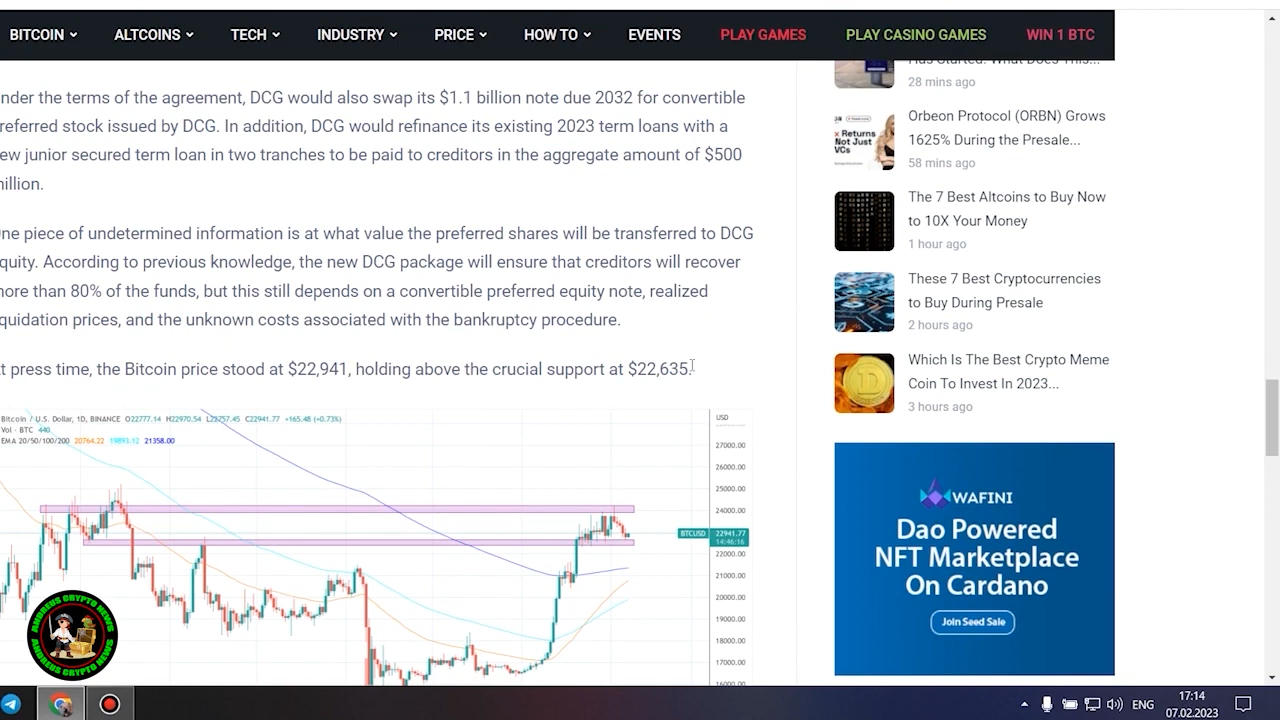 BITCOIN ALTCOINS TECH INDUSTRY PRICE HOW TO EVENTS PLAY GAMES PLAY CASINO GAMES WIN 1 BTC
nder the terms of the agreement, DCG would also swap its $1.1 billion note due 2032 for convertible
referred stock issued by DCG. In addition, DCG would refinance its existing 2023 term loans with a
ew junior secured term loan in two tranches to be paid to creditors in the aggregate amount of $500
illion.
ne piece of undetermined information is at what value the preferred shares will be transferred to DCG
quity. According to previous knowledge, the new DCG package will ensure that creditors will recover
ore than 80% of the funds, but this still depends on a convertible preferred equity note, realized
quidation prices, and the unknown costs associated with the bankruptcy procedure.
t press time, the Bitcoin price stood at $22,941, holding above the crucial support at $22,635.
Bitcoin / U.S. Dollar, 1D, BINANCE O22777.14 H22970.54 L22757.45 C22941.77 +165.48 (+0.73%)
Vol · BTC 440
EMA 20/50/100/200 20764.22 19893.12 21358.00
USD
27000.00
26000.00
25000.00
24000.00
BTCUSD 22941.77
14:46:16
22000.00
21000.00
20000.00
19000.00
18000.00
17000.00
16000.00
Has Started: What Does This...
28 mins ago
Returns
Not Just
VCs
Orbeon Protocol (ORBN) Grows
1625% During the Presale...
58 mins ago
The 7 Best Altcoins to Buy Now
to 10X Your Money
1 hour ago
These 7 Best Cryptocurrencies
to Buy During Presale
2 hours ago
Which Is The Best Crypto Meme
Coin To Invest In 2023...
3 hours ago
WAFINI
Dao Powered
NFT Marketplace
On Cardano
Join Seed Sale
ANDREUS CRYPTO NEWS
ANDREUS CRYPTO NEWS
ENG
17:14
07.02.2023